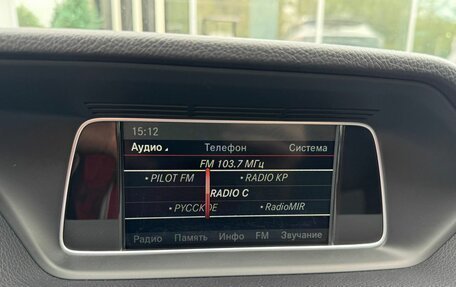 15:12
Аудио Телефон Система
FM 103.7 МГц
• PILOT FM • RADIO KP
RADIO C
• РУССКОЕ • RadioMIR
Радио Память Инфо FM Звучание